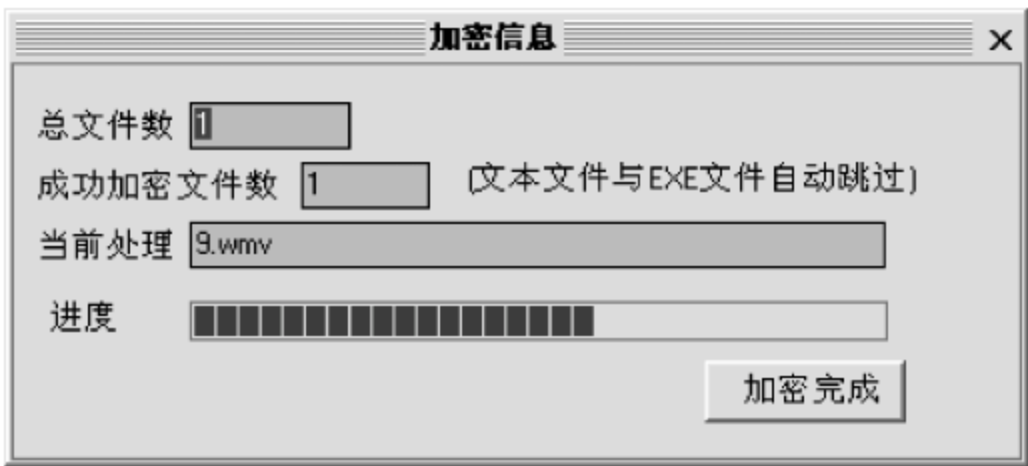 加密信息
总文件数 1
成功加密文件数 1 (文本文件与EXE文件自动跳过)
当前处理 9.wmv
进度
加密完成